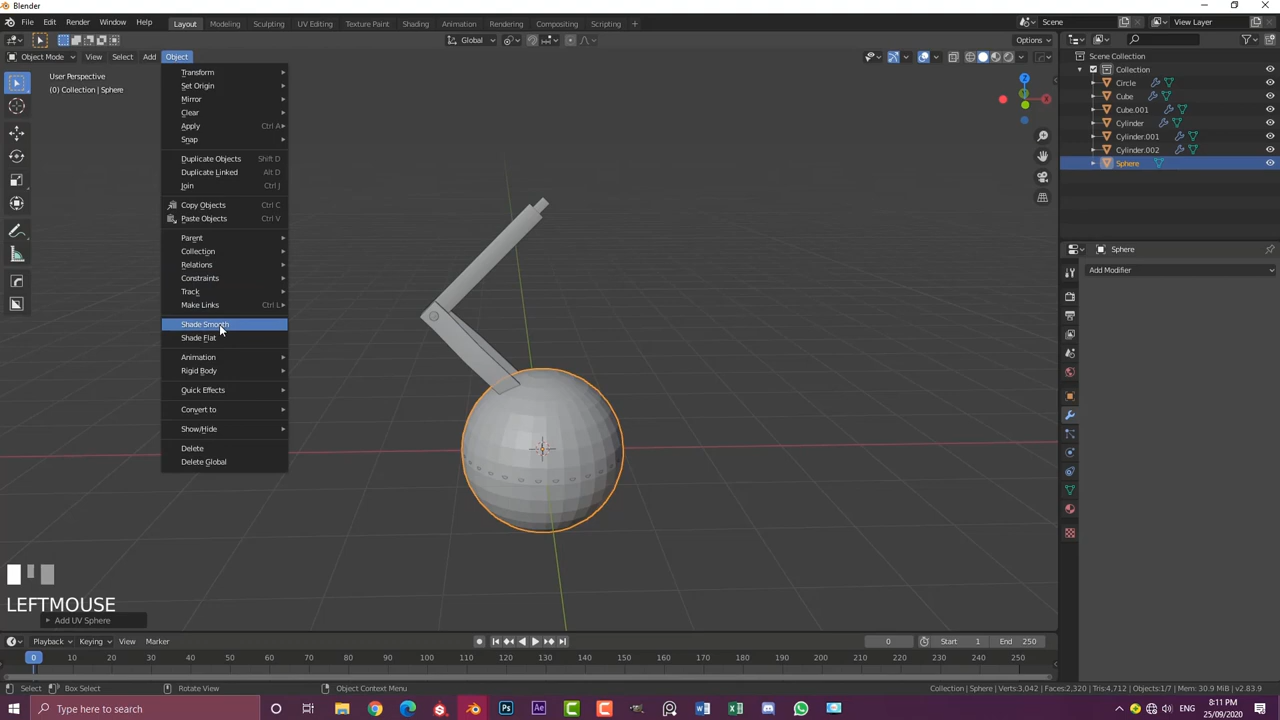 Blender
File Edit Render Window Help
Layout Modeling Sculpting UV Editing Texture Paint Shading Animation Rendering Compositing Scripting +
Scene
View Layer
Global
Options
Object Mode View Select Add Object
User Perspective
(0) Collection | Sphere
Transform
Set Origin
Mirror
Clear
Apply Ctrl A
Snap
Duplicate Objects Shift D
Duplicate Linked Alt D
Join Ctrl J
Copy Objects Ctrl C
Paste Objects Ctrl V
Parent
Collection
Relations
Constraints
Track
Make Links Ctrl L
Shade Smooth
Shade Flat
Animation
Rigid Body
Quick Effects
Convert to
Show/Hide
Delete
Delete Global
Z
Scene Collection
Collection
Circle
Cube
Cube.001
Cylinder
Cylinder.001
Cylinder.002
Sphere
Sphere
Add Modifier
LEFTMOUSE
Add UV Sphere
Playback Keying View Marker
0 Start 1 End 250
0 10 20 30 40 50 60 70 80 90 100 110 120 130 140 150 160 170 180 190 200 210 220 230 240 250
Select Box Select Rotate View Object Context Menu
Collection | Sphere | Verts:3,042 | Faces:2,320 | Tris:4,712 | Objects:1/7 | Mem: 30.9 MiB | v2.83.9
Type here to search
ENG
8:11 PM
25/09/2020